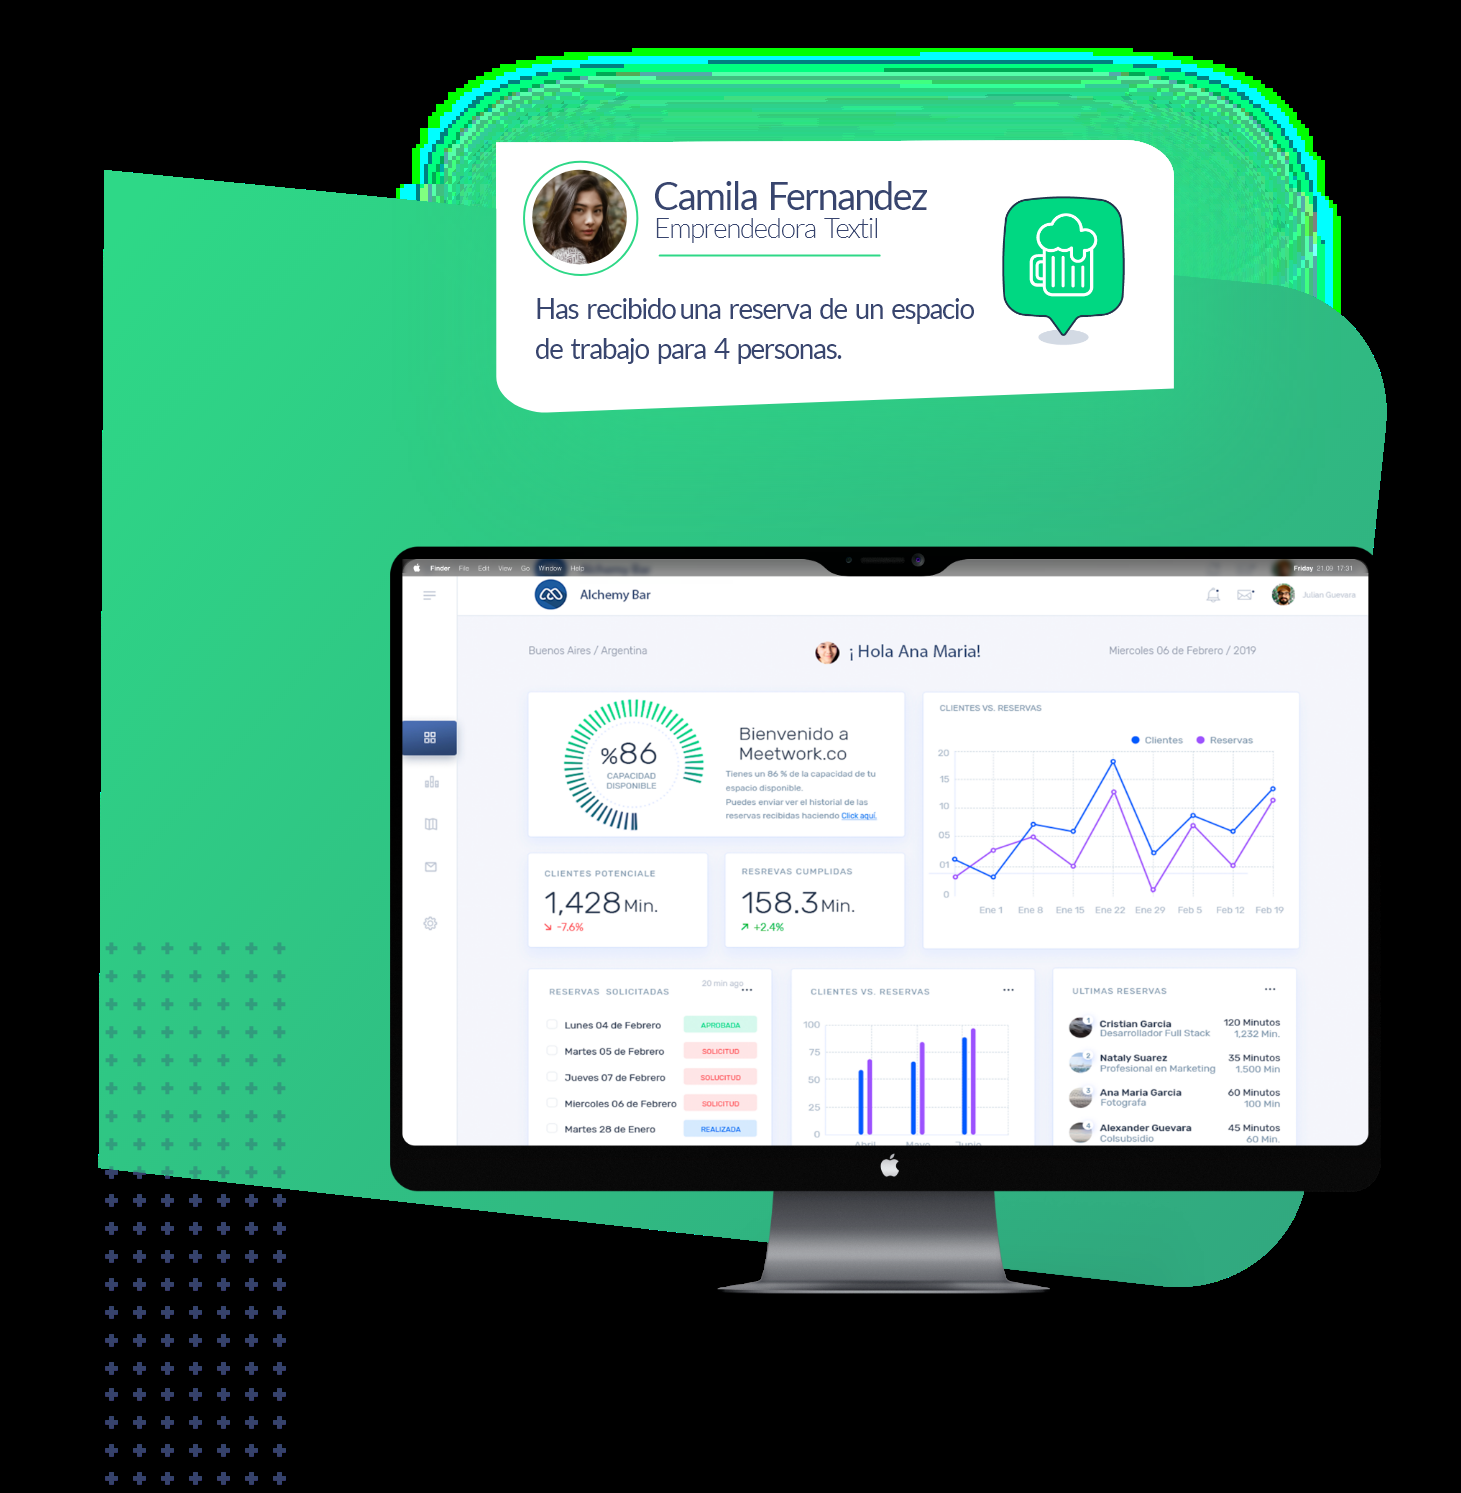 Camila Fernandez
Emprendedora Textil
Has recibido una reserva de un espacio
de trabajo para 4 personas.
Finder File Edit View Go Window Help
Friday 21.09 17:31
Alchemy Bar
Julian Guevara
Buenos Aires / Argentina
¡ Hola Ana Maria!
Miercoles 06 de Febrero / 2019
%86
CAPACIDAD
DISPONIBLE
Bienvenido a
Meetwork.co
Tienes un 86 % de la capacidad de tu
espacio disponible.
Puedes enviar ver el historial de las
reservas recibidas haciendo Click aquí.
CLIENTES VS. RESERVAS
Clientes Reservas
20
15
10
05
01
0
Ene 1 Ene 8 Ene 15 Ene 22 Ene 29 Feb 5 Feb 12 Feb 19
CLIENTES POTENCIALE
1,428 Min.
-7.6%
RESREVAS CUMPLIDAS
158.3 Min.
+2.4%
RESERVAS SOLICITADAS
20 min ago
Lunes 04 de Febrero APROBADA
Martes 05 de Febrero SOLICITUD
Jueves 07 de Febrero SOLUCITUD
Miercoles 06 de Febrero SOLICITUD
Martes 28 de Enero REALIZADA
CLIENTES VS. RESERVAS
100
75
50
25
0
Abril Mayo Junio
ULTIMAS RESERVAS
1 Cristian Garcia 120 Minutos
Desarrollador Full Stack 1,232 Min.
2 Nataly Suarez 35 Minutos
Profesional en Marketing 1.500 Min
3 Ana Maria Garcia 60 Minutos
Fotografa 100 Min
4 Alexander Guevara 45 Minutos
Colsubsidio 60 Min.